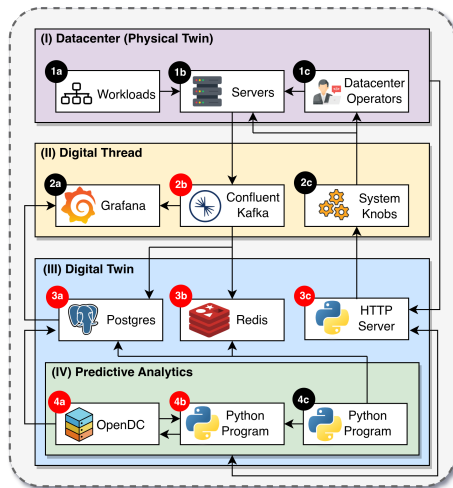 (I) Datacenter (Physical Twin)
1a
1b
1c
Workloads
Servers
Datacenter
Operators
(II) Digital Thread
2a
2b
2c
Grafana
Confluent
Kafka
System
Knobs
(III) Digital Twin
3a
3b
3c
Postgres
Redis
HTTP
Server
(IV) Predictive Analytics
4a
4b
4c
OpenDC
Python
Program
Python
Program